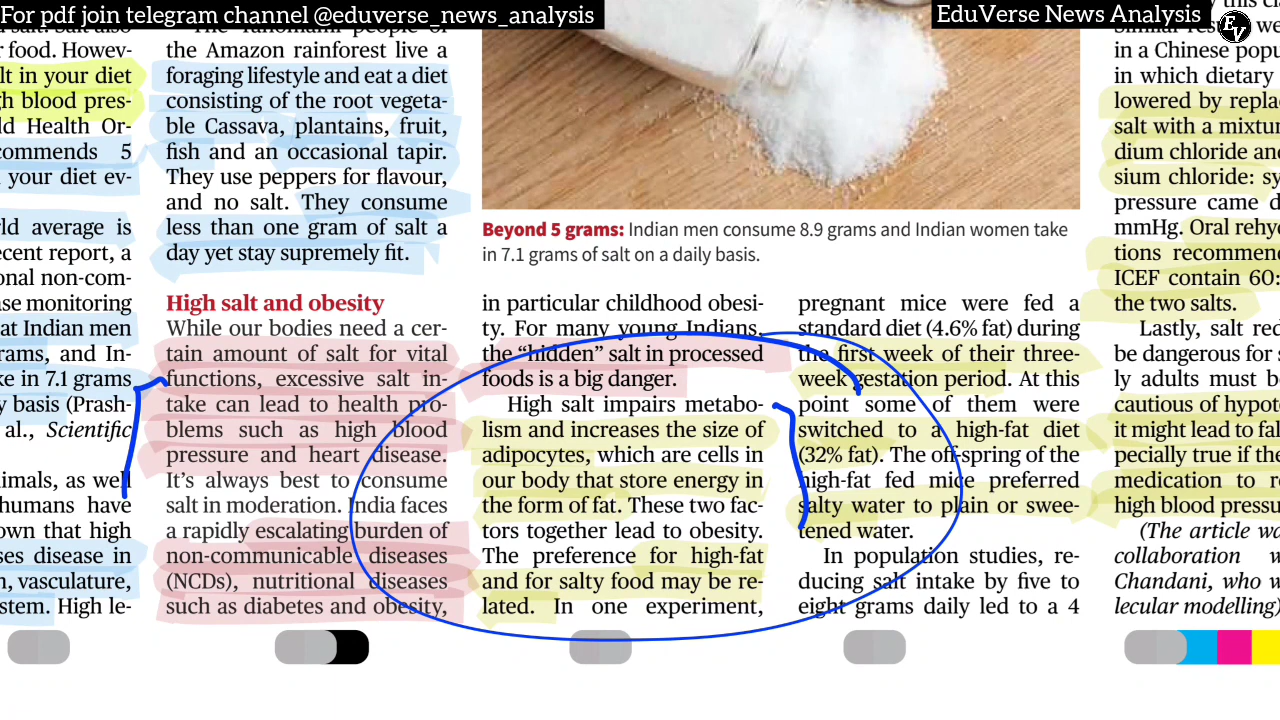 For pdf join telegram channel @eduverse_news_analysis
EduVerse News Analysis
EV
food. Howev-
lt in your diet
gh blood pres-
ld Health Or-
commends 5
your diet ev-
ld average is
ecent report, a
onal non-com-
ase monitoring
at Indian men
rams, and In-
ke in 7.1 grams
y basis (Prash-
al., Scientific
imals, as well
humans have
own that high
ses disease in
n, vasculature,
stem. High le-
the Amazon rainforest live a
foraging lifestyle and eat a diet
consisting of the root vegeta-
ble Cassava, plantains, fruit,
fish and an occasional tapir.
They use peppers for flavour,
and no salt. They consume
less than one gram of salt a
day yet stay supremely fit.
Beyond 5 grams: Indian men consume 8.9 grams and Indian women take
in 7.1 grams of salt on a daily basis.
High salt and obesity
While our bodies need a cer-
tain amount of salt for vital
functions, excessive salt in-
take can lead to health pro-
blems such as high blood
pressure and heart disease.
It's always best to consume
salt in moderation. India faces
a rapidly escalating burden of
non-communicable diseases
(NCDs), nutritional diseases
such as diabetes and obesity,
in particular childhood obesi-
ty. For many young Indians,
the “hidden” salt in processed
foods is a big danger.
High salt impairs metabo-
lism and increases the size of
adipocytes, which are cells in
our body that store energy in
the form of fat. These two fac-
tors together lead to obesity.
The preference for high-fat
and for salty food may be re-
lated. In one experiment,
pregnant mice were fed a
standard diet (4.6% fat) during
the first week of their three-
week gestation period. At this
point some of them were
switched to a high-fat diet
(32% fat). The off-spring of the
high-fat fed mice preferred
salty water to plain or swee-
tened water.
In population studies, re-
ducing salt intake by five to
eight grams daily led to a 4
in a Chinese popu
in which dietary
lowered by repla
salt with a mixtur
dium chloride and
sium chloride: sy
pressure came d
mmHg. Oral rehy
tions recommen
ICEF contain 60:
the two salts.
Lastly, salt red
be dangerous for s
ly adults must b
cautious of hypot
it might lead to fal
pecially true if the
medication to re
high blood pressu
(The article wa
collaboration w
Chandani, who w
lecular modelling)